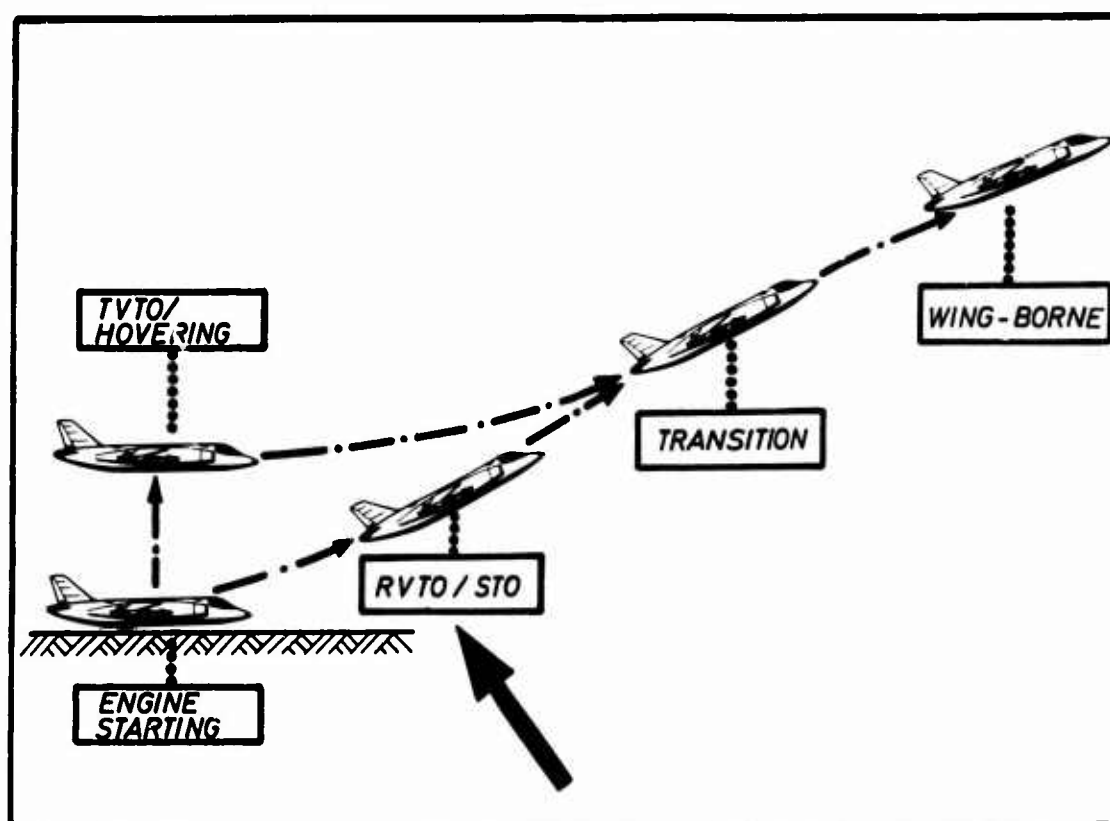 TVTO/
HOVERING
WING-BORNE
TRANSITION
RVTO / STO
ENGINE
STARTING